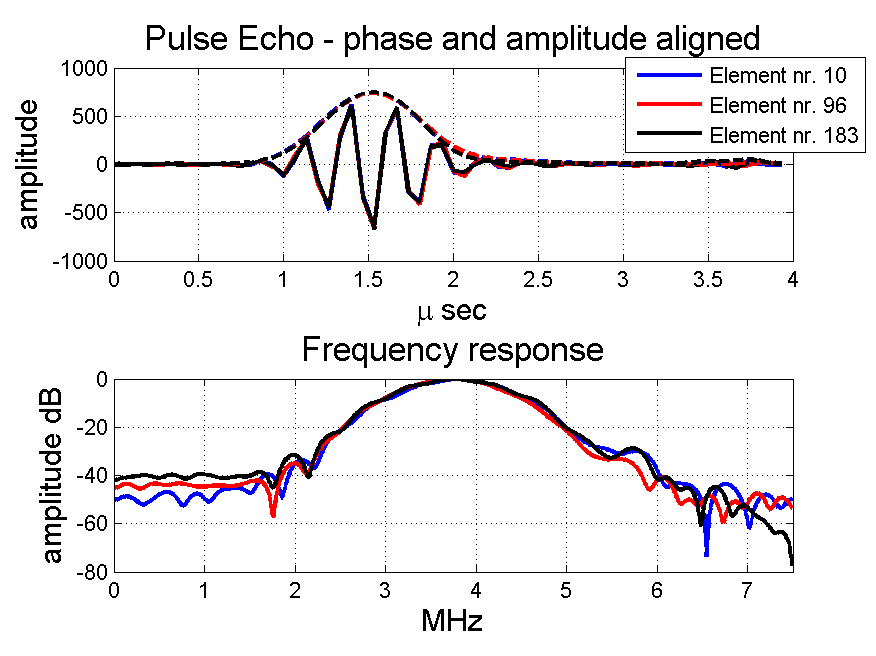 Pulse Echo - phase and amplitude aligned
Element nr. 10
Element nr. 96
Element nr. 183
amplitude
1000
500
0
-500
-1000
0 0.5 1 1.5 2 2.5 3 3.5 4
μ sec
Frequency response
amplitude dB
0
-20
-40
-60
-80
0 1 2 3 4 5 6 7
MHz